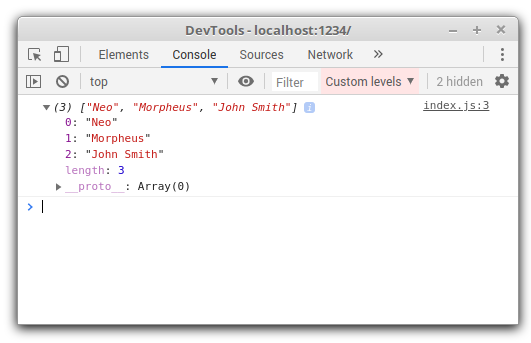 DevTools - localhost:1234/
Elements Console Sources Network »
top Filter Custom levels 2 hidden
(3) ["Neo", "Morpheus", "John Smith"] i index.js:3
0: "Neo"
1: "Morpheus"
2: "John Smith"
length: 3
__proto__: Array(0)